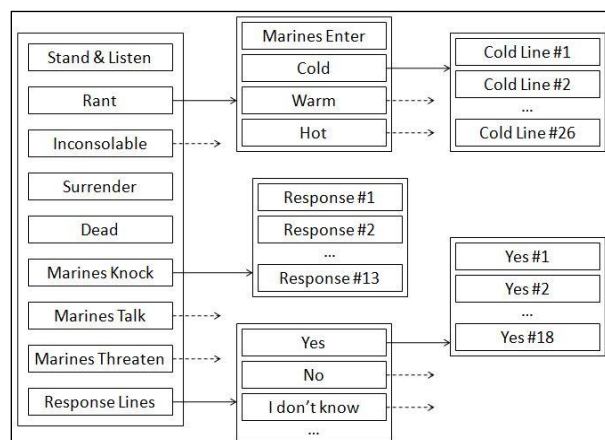 Stand & Listen
Rant
Inconsolable
Surrender
Dead
Marines Knock
Marines Talk
Marines Threaten
Response Lines
Marines Enter
Cold
Warm
Hot
Cold Line #1
Cold Line #2
...
Cold Line #26
Response #1
Response #2
...
Response #13
Yes
No
I don't know
...
Yes #1
Yes #2
...
Yes #18